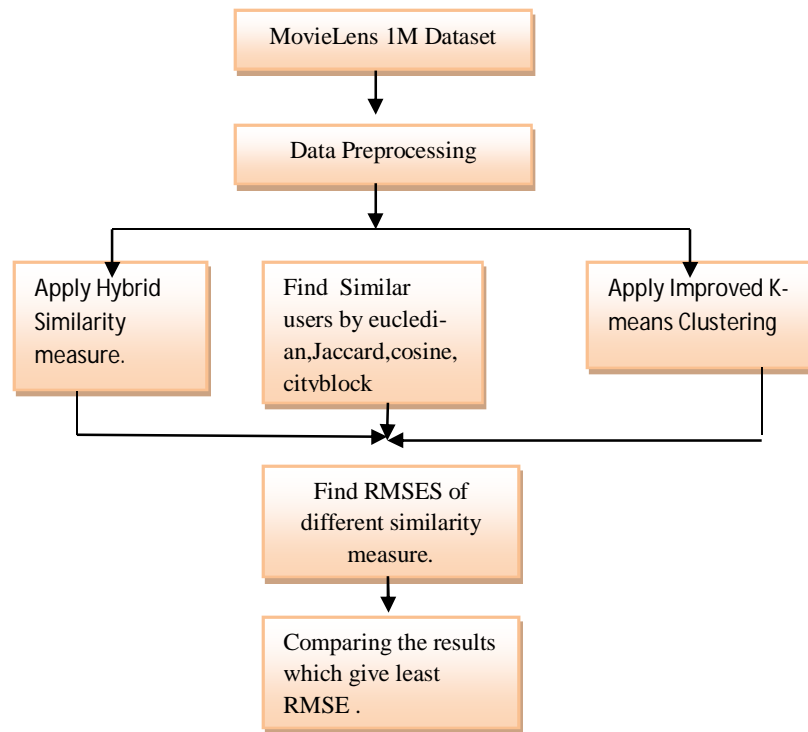 MovieLens 1M Dataset
Data Preprocessing
Apply Hybrid
Similarity
measure.
Find Similar
users by eucledi-
an,Jaccard,cosine,
cityblock
Apply Improved K-
means Clustering
Find RMSES of
different similarity
measure.
Comparing the results
which give least
RMSE .